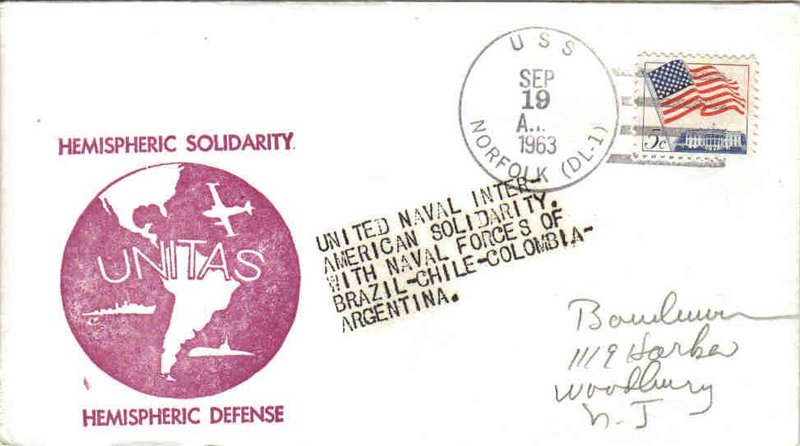 HEMISPHERIC SOLIDARITY
UNITAS
HEMISPHERIC DEFENSE
USS
SEP
19
A.
1963
NORFOLK (DL-1)
5c
UNITED NAVAL INTER-
AMERICAN SOLIDARITY.
WITH NAVAL FORCES OF
BRAZIL-CHILE-COLOMBIA-
ARGENTINA.
1119
Woodbury
N-J